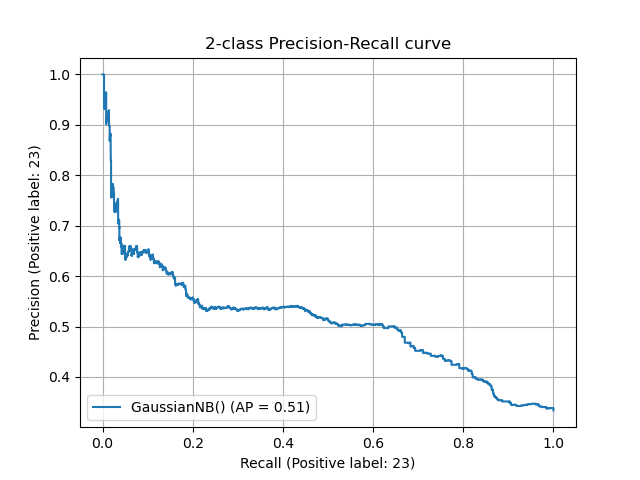 2-class Precision-Recall curve
Precision (Positive label: 23)
1.0
0.9
0.8
0.7
0.6
0.5
0.4
GaussianNB() (AP = 0.51)
0.0 0.2 0.4 0.6 0.8 1.0
Recall (Positive label: 23)